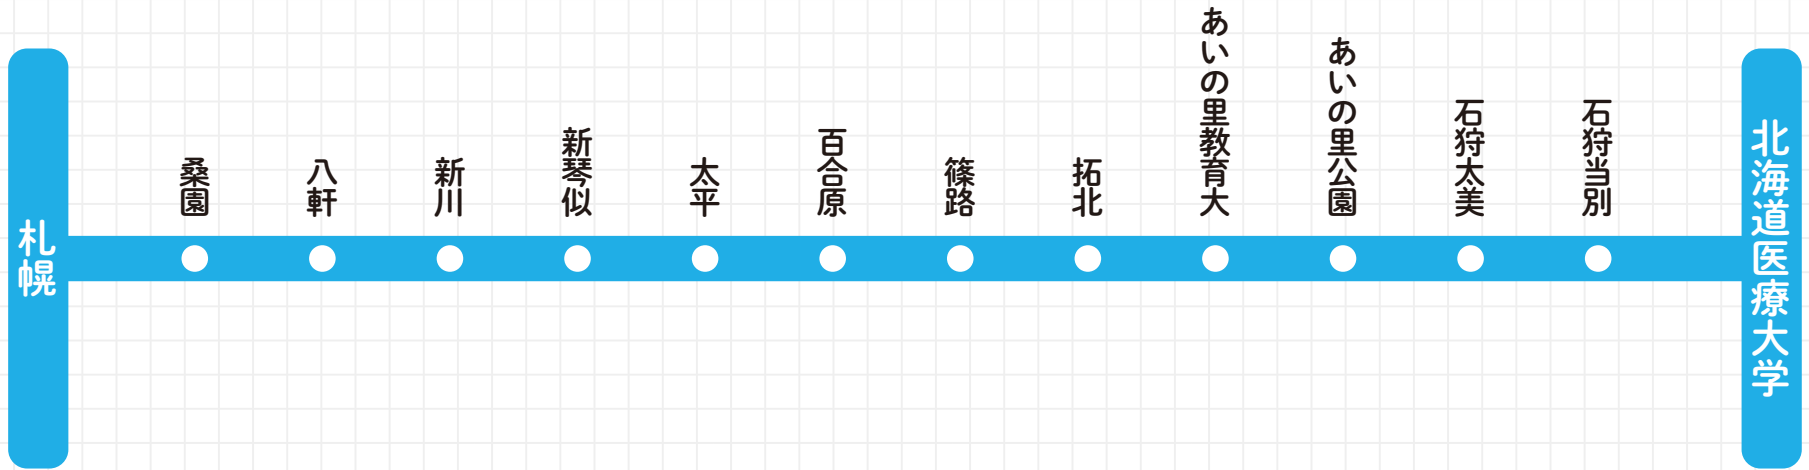 札幌
桑園
八軒
新川
新琴似
太平
百合原
篠路
拓北
あいの里教育大
あいの里公園
石狩太美
石狩当別
北海道医療大学